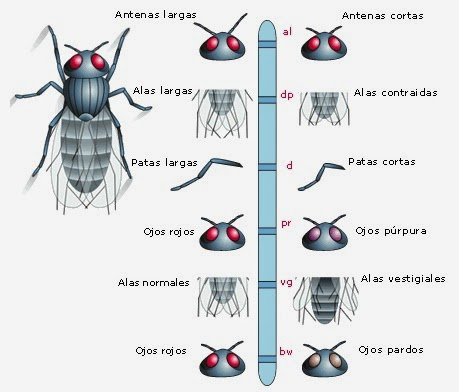 Antenas largas al Antenas cortas
Alas largas dp Alas contraidas
Patas largas d Patas cortas
Ojos rojos pr Ojos púrpura
Alas normales vg Alas vestigiales
Ojos rojos bw Ojos pardos